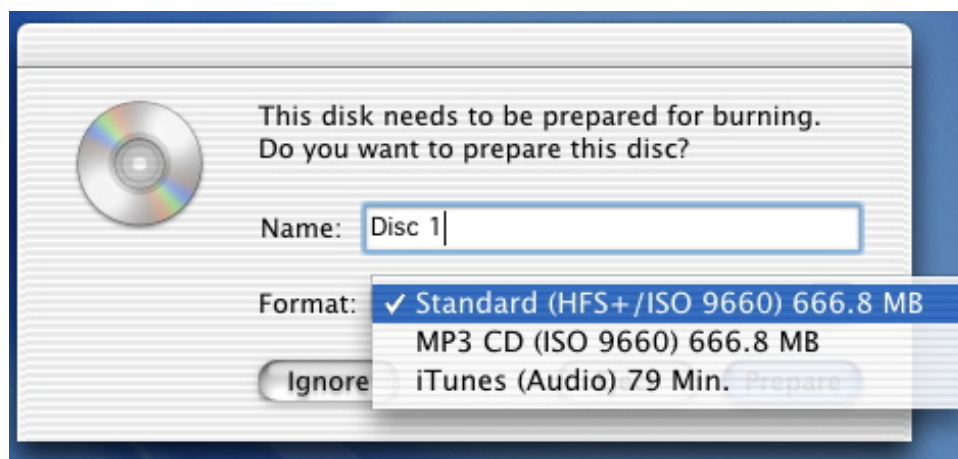 This disk needs to be prepared for burning.
Do you want to prepare this disc?
Name: Disc 1
Format: ✓ Standard (HFS+/ISO 9660) 666.8 MB
MP3 CD (ISO 9660) 666.8 MB
iTunes (Audio) 79 Min.
Ignore Prepare